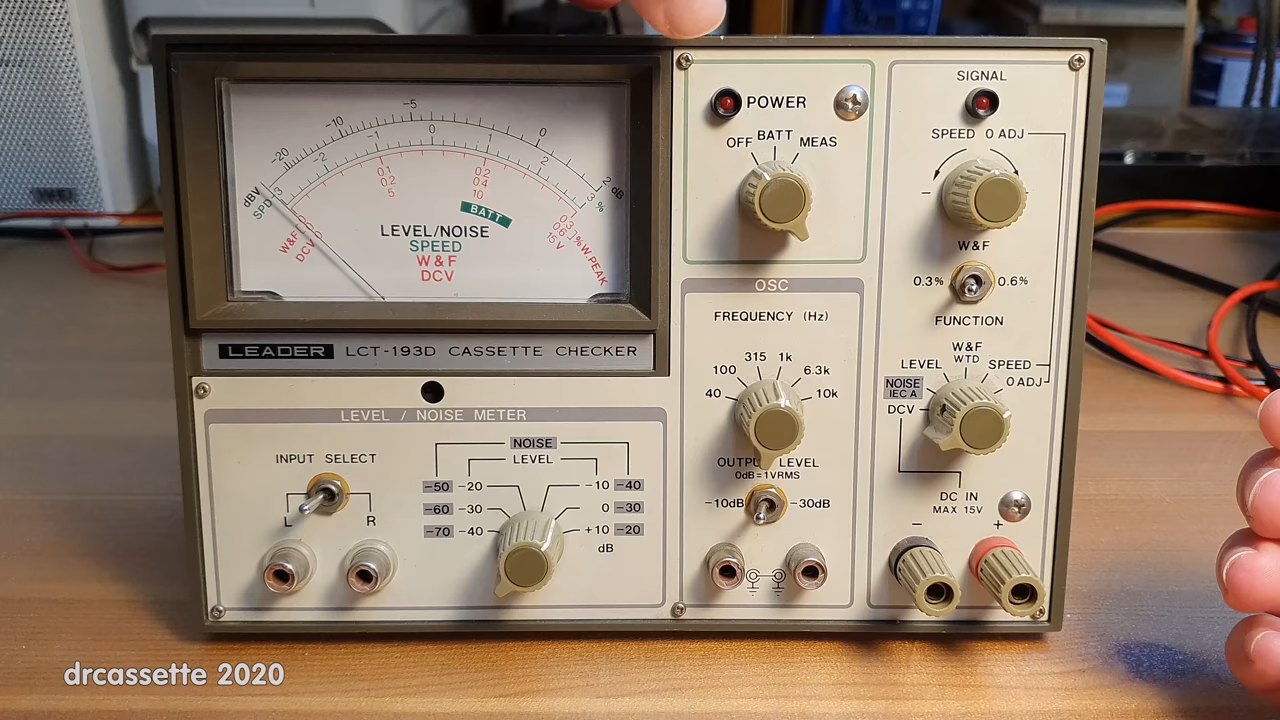 -20 -10 -5 0 2 dB
dBV
3 -2 -1 0 1 2 3 %
SPD
0.1 0.2
0.2 0.4
5 10
15 V
W&F
DCV
% W.PEAK
BATT
LEVEL/NOISE
SPEED
W & F
DCV
LEADER LCT-193D CASSETTE CHECKER
LEVEL / NOISE METER
INPUT SELECT
L R
NOISE
LEVEL
-50 -20 -10 -40
-60 -30 0 -30
-70 -40 +10 -20
dB
POWER
OFF BATT MEAS
OSC
FREQUENCY (Hz)
315 1k
100 6.3k
40 10k
OUTPUT LEVEL
0dB=1VRMS
-10dB -30dB
SIGNAL
SPEED 0 ADJ
-
W&F
0.3% 0.6%
FUNCTION
W&F
WTD
LEVEL SPEED
NOISE
IEC A
0 ADJ
DCV
DC IN
MAX 15V
- +
drcassette 2020